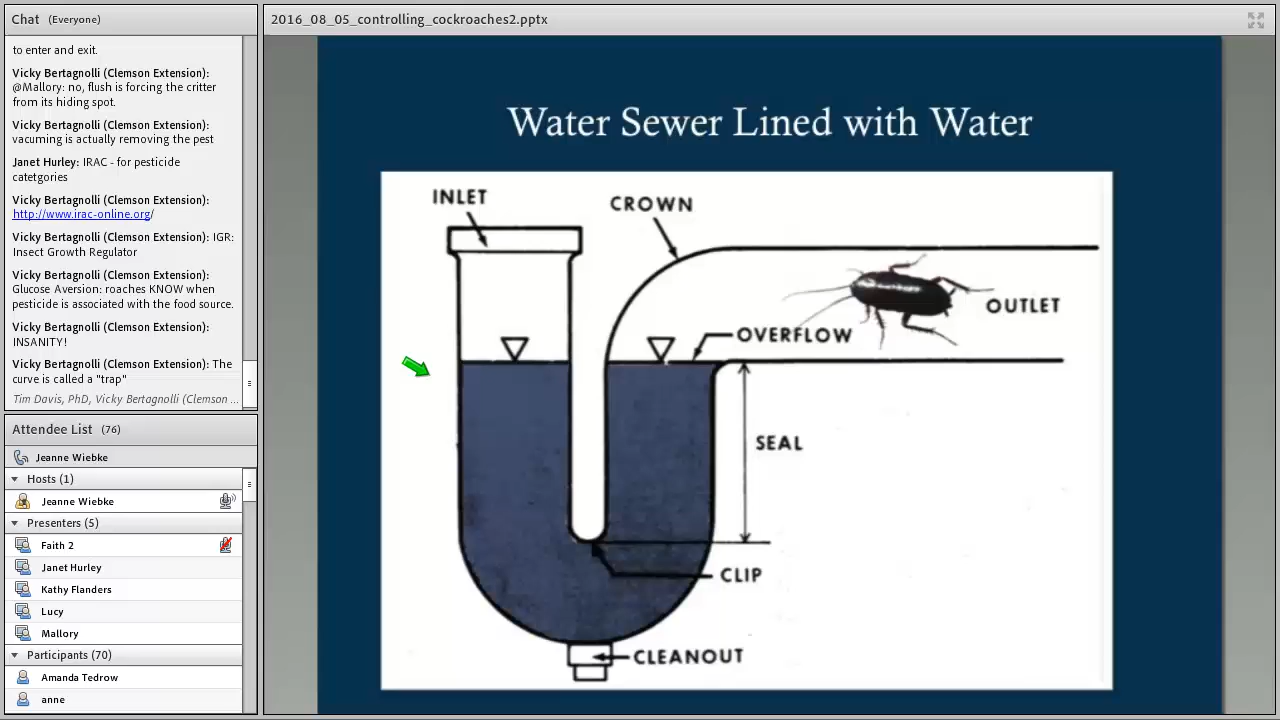 Chat (Everyone)
to enter and exit.
Vicky Bertagnolli (Clemson Extension):
@Mallory: no, flush is forcing the critter
from its hiding spot.
Vicky Bertagnolli (Clemson Extension):
vacuming is actually removing the pest
Janet Hurley: IRAC - for pesticide
catetgories
Vicky Bertagnolli (Clemson Extension):
http://www.irac-online.org/
Vicky Bertagnolli (Clemson Extension): IGR:
Insect Growth Regulator
Vicky Bertagnolli (Clemson Extension):
Glucose Aversion: roaches KNOW when
pesticide is associated with the food source.
Vicky Bertagnolli (Clemson Extension):
INSANITY!
Vicky Bertagnolli (Clemson Extension): The
curve is called a "trap"
Tim Davis, PhD, Vicky Bertagnolli (Clemson ...
Attendee List (76)
Jeanne Wiebke
Hosts (1)
Jeanne Wiebke
Presenters (5)
Faith 2
Janet Hurley
Kathy Flanders
Lucy
Mallory
Participants (70)
Amanda Tedrow
anne
2016_08_05_controlling_cockroaches2.pptx
Water Sewer Lined with Water
INLET
CROWN
OUTLET
OVERFLOW
SEAL
CLIP
CLEANOUT